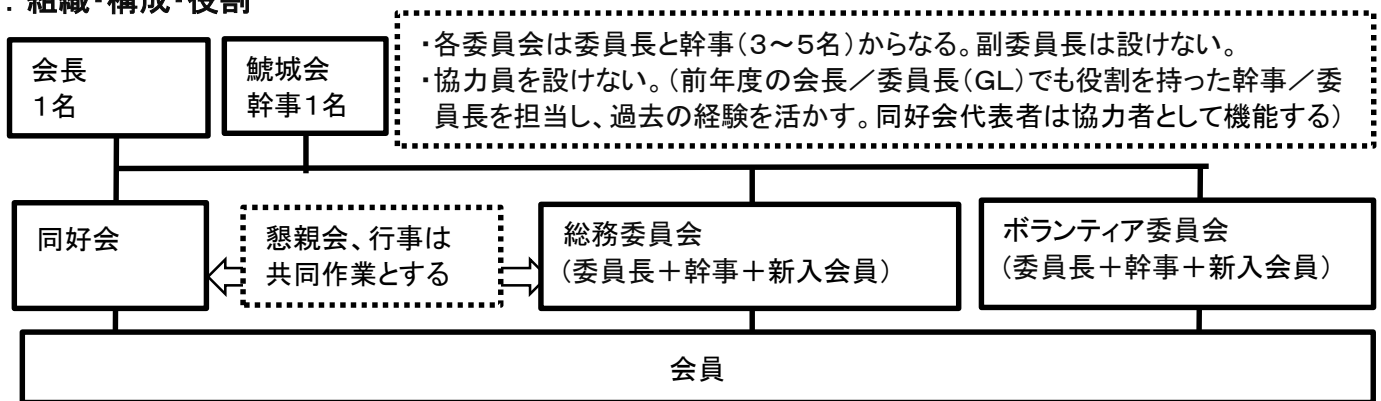 ：組織・構成・役割
会長
１名
鯱城会
幹事１名
・各委員会は委員長と幹事（３～５名）からなる。副委員長は設けない。
・協力員を設けない。（前年度の会長／委員長（ＧＬ）でも役割を持った幹事／委
員長を担当し、過去の経験を活かす。同好会代表者は協力者として機能する）
同好会
懇親会、行事は
共同作業とする
総務委員会
（委員長＋幹事＋新入会員）
ボランティア委員会
（委員長＋幹事＋新入会員）
会員